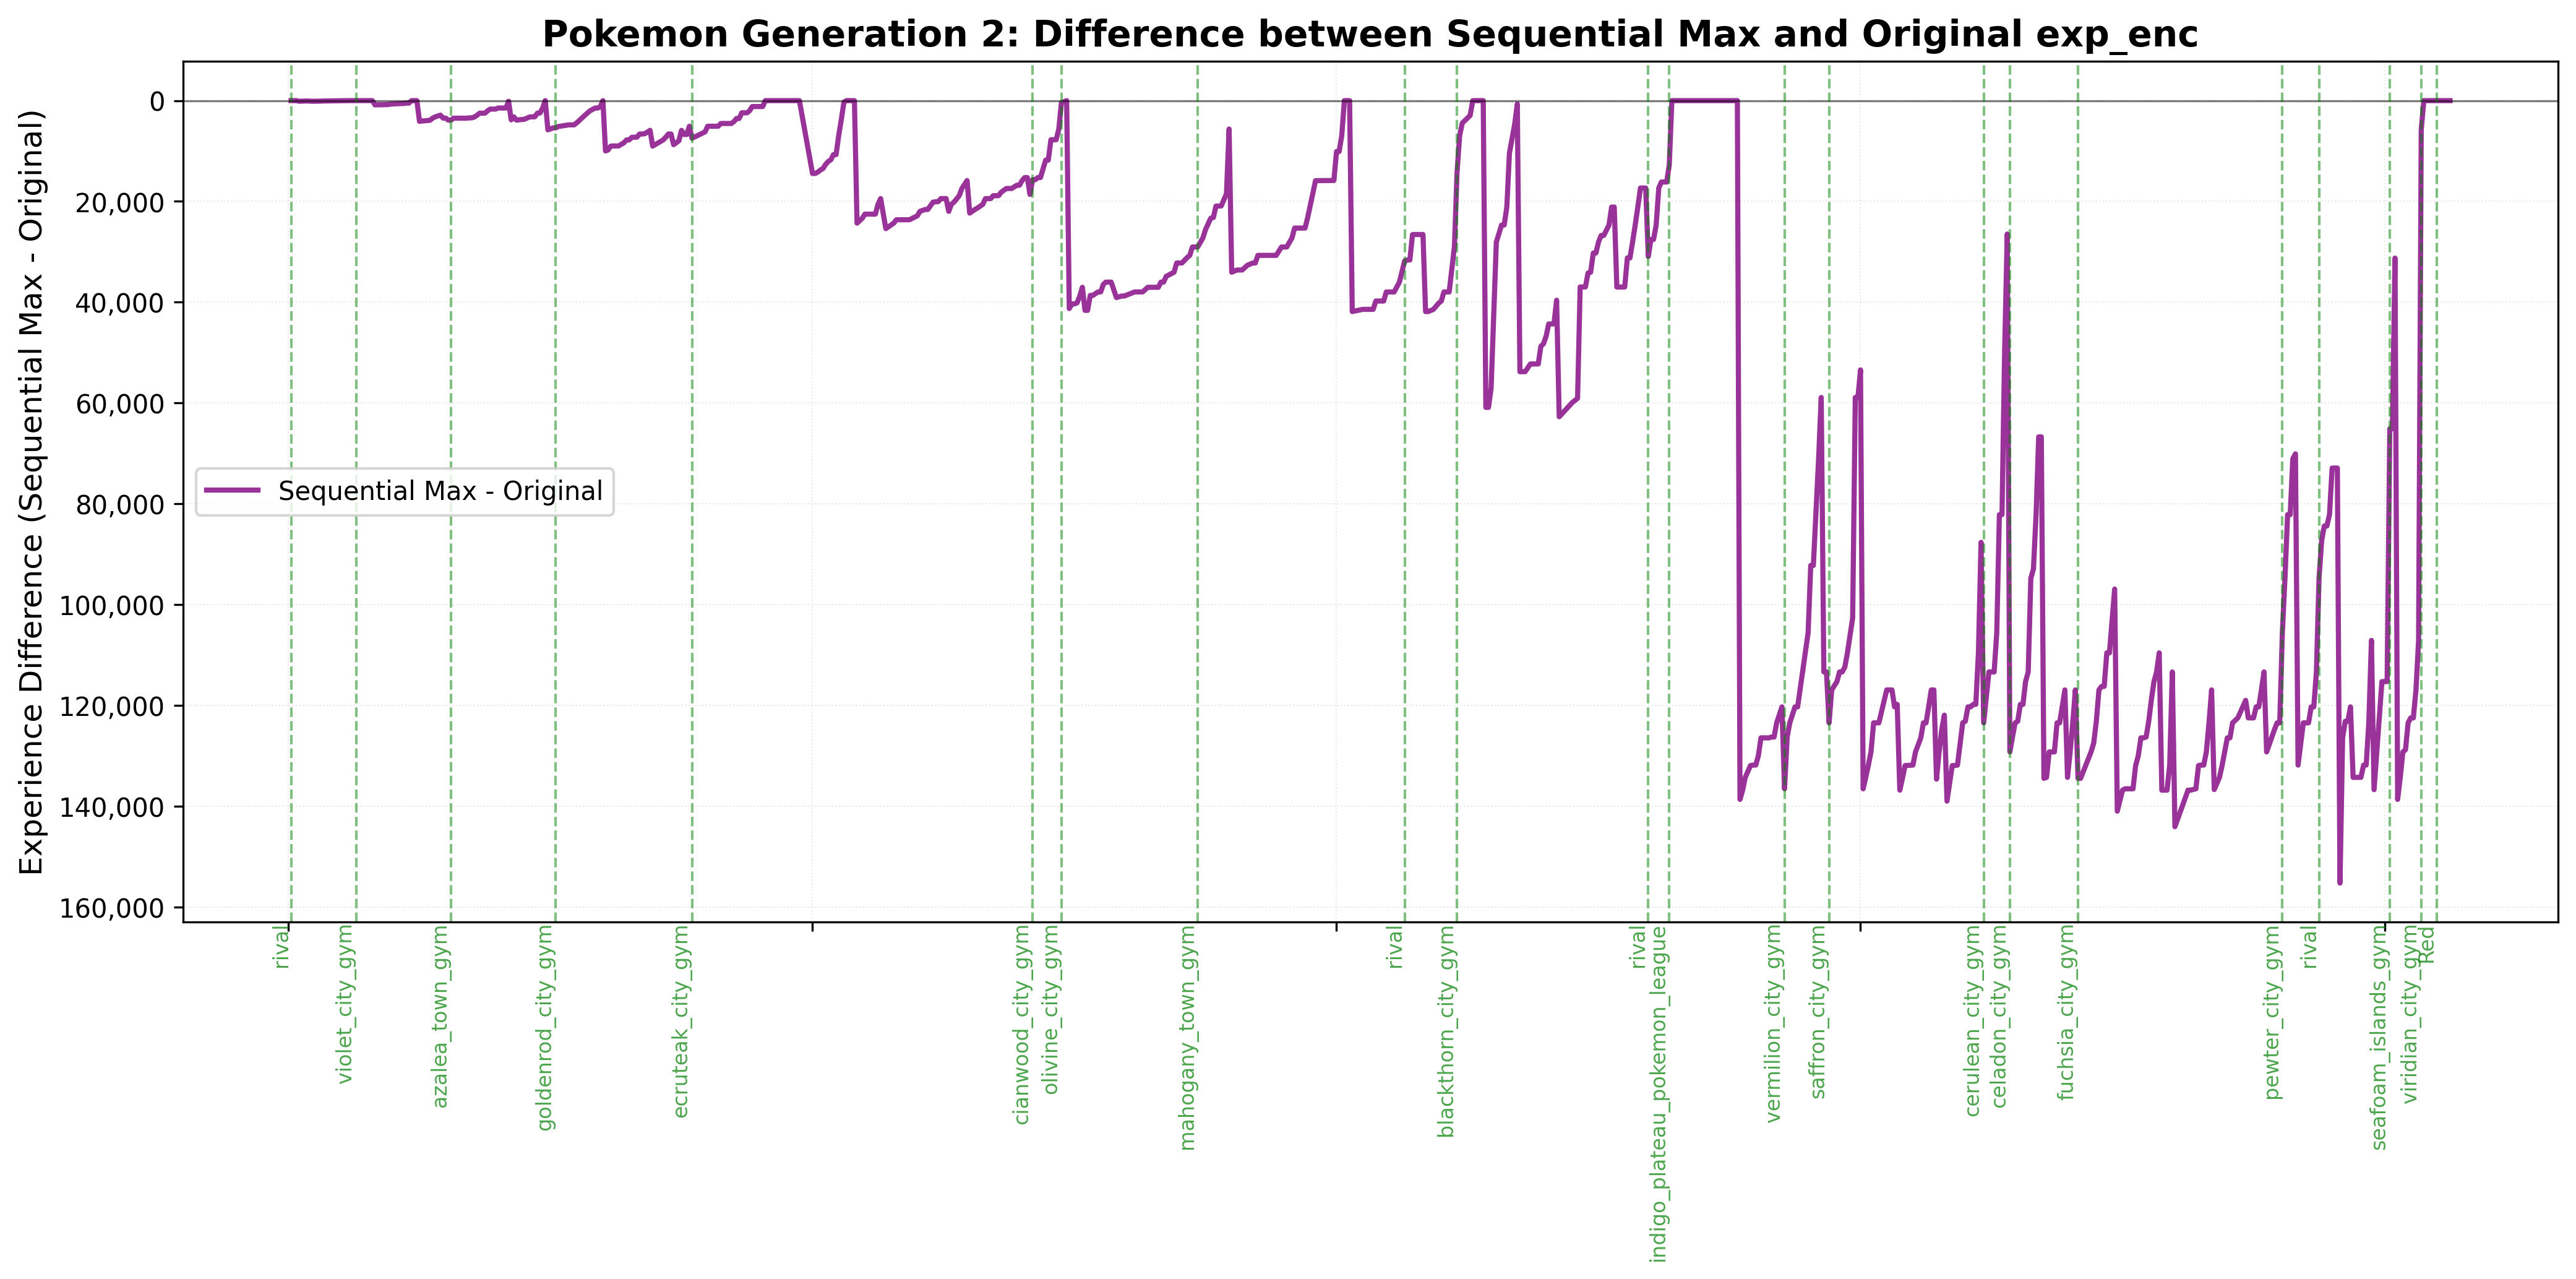 Pokemon Generation 2: Difference between Sequential Max and Original exp_enc
Experience Difference (Sequential Max - Original)
0
20,000
40,000
60,000
80,000
100,000
120,000
140,000
160,000
Sequential Max - Original
rival
violet_city_gym
azalea_town_gym
goldenrod_city_gym
ecruteak_city_gym
cianwood_city_gym
olivine_city_gym
mahogany_town_gym
rival
blackthorn_city_gym
rival
indigo_plateau_pokemon_league
vermilion_city_gym
saffron_city_gym
cerulean_city_gym
celadon_city_gym
fuchsia_city_gym
pewter_city_gym
rival
seafoam_islands_gym
viridian_city_gym
Red